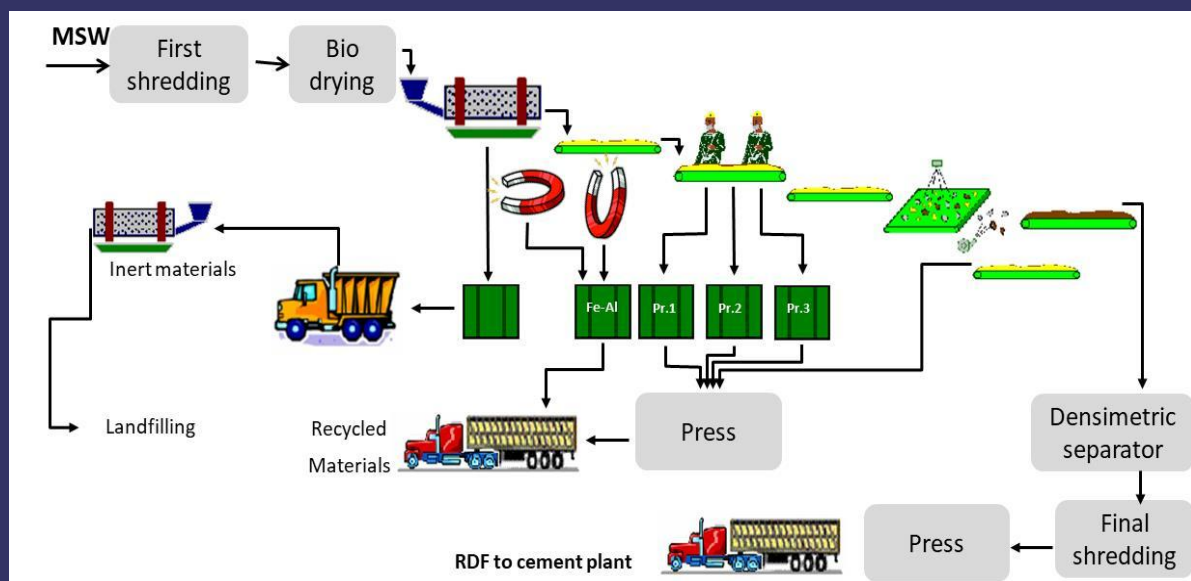 MSW
First
shredding
Bio
drying
Inert materials
Fe-Al
Pr.1
Pr.2
Pr.3
Landfilling
Recycled
Materials
Press
Densimetric
separator
RDF to cement plant
Press
Final
shredding